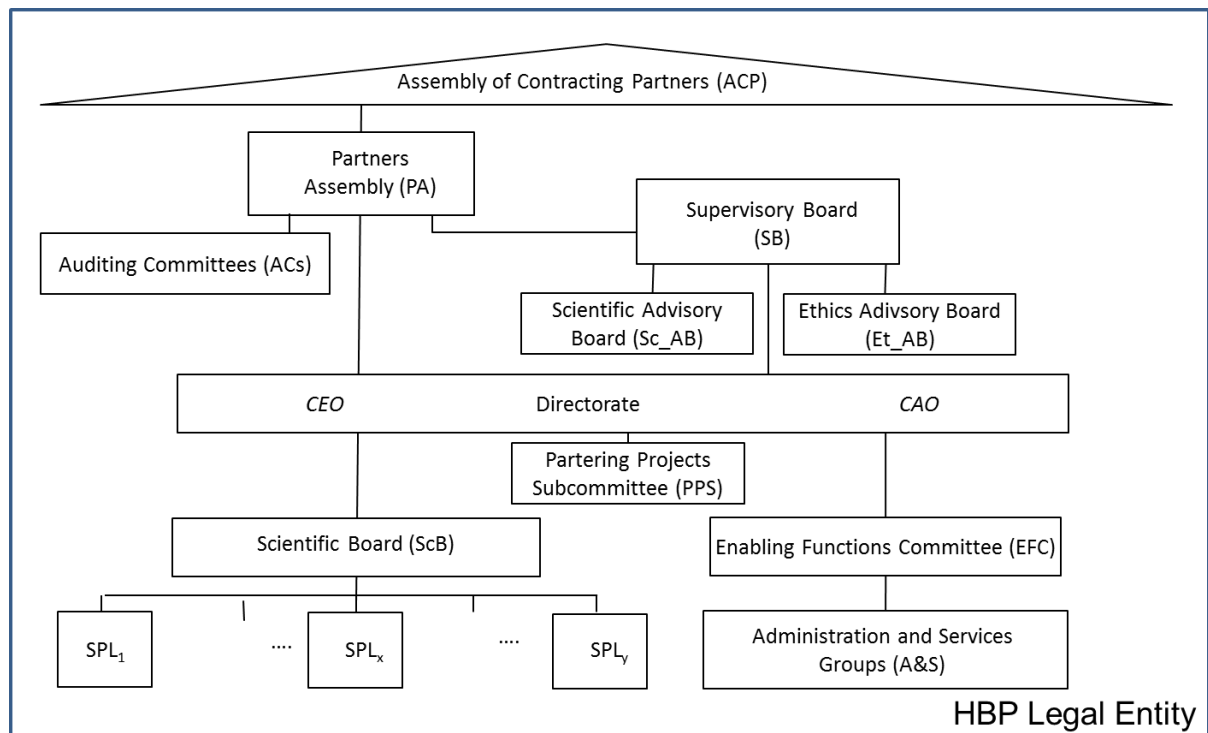 Assembly of Contracting Partners (ACP)
Partners
Assembly (PA)
Supervisory Board
(SB)
Auditing Committees (ACs)
Scientific Advisory
Board (Sc_AB)
Ethics Adivsory Board
(Et_AB)
CEO Directorate CAO
Partering Projects
Subcommittee (PPS)
Scientific Board (ScB)
Enabling Functions Committee (EFC)
SPL1 .... SPLx .... SPLy
Administration and Services
Groups (A&S)
HBP Legal Entity